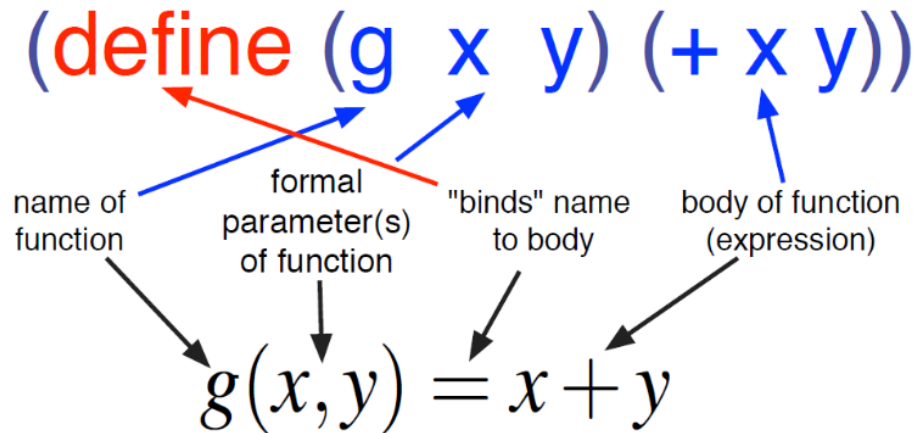 (define (g x y) (+ x y))
name of
function
formal
parameter(s)
of function
"binds" name
to body
body of function
(expression)
g(x,y) = x+y